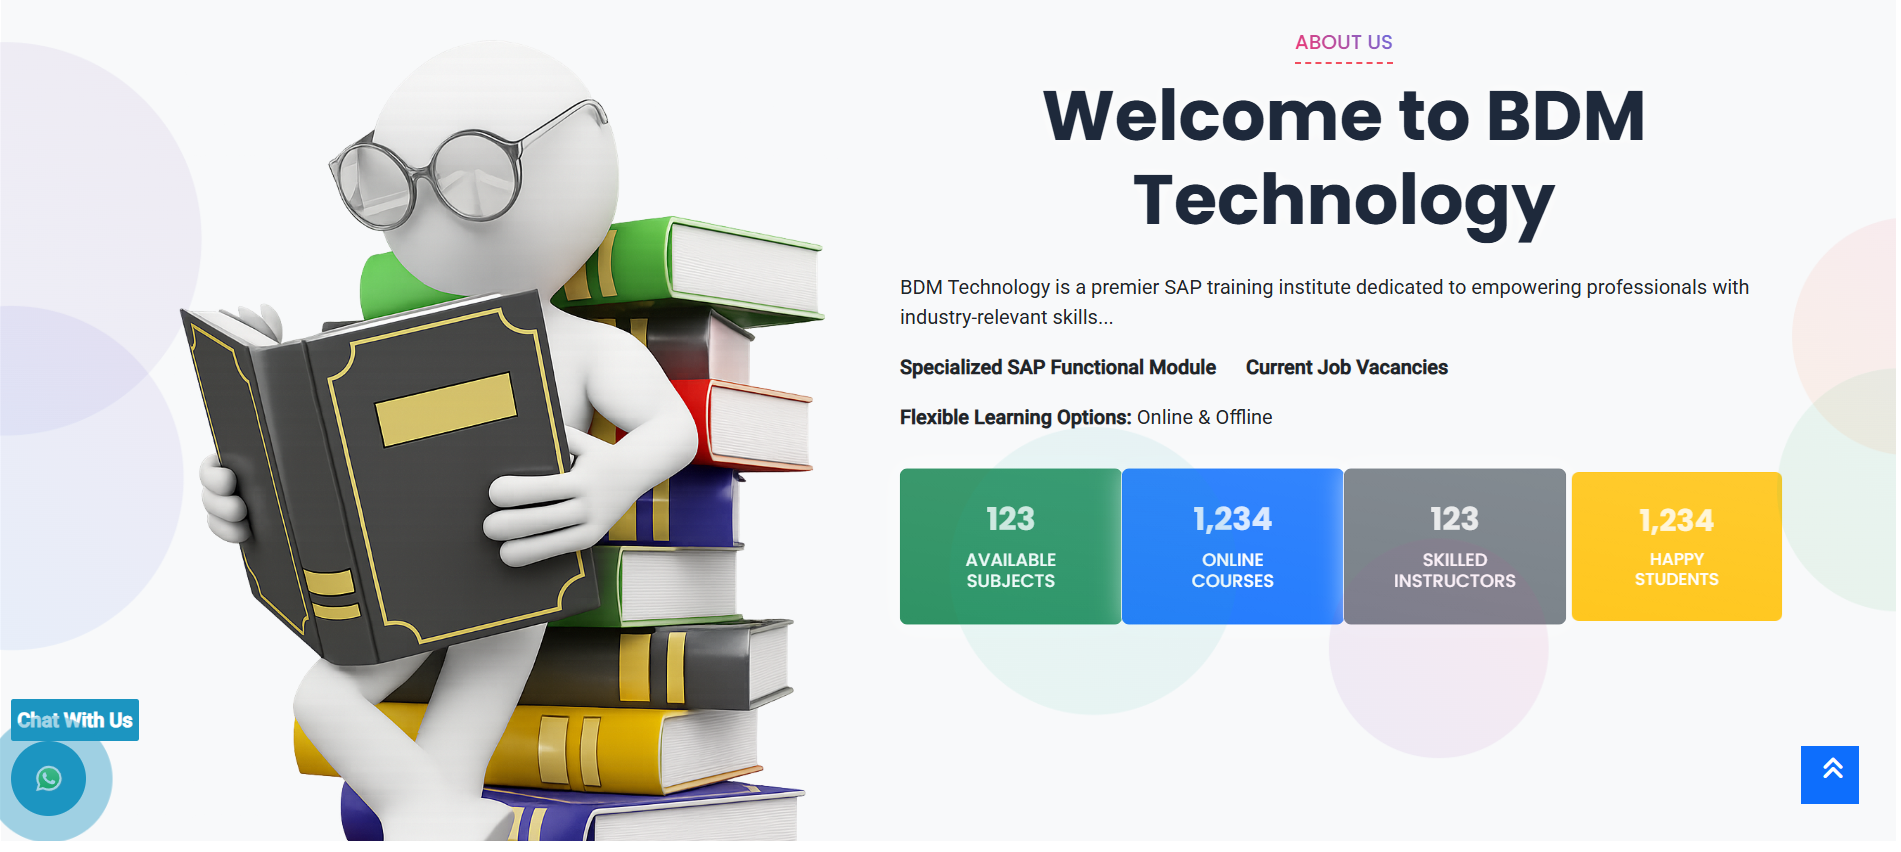 ABOUT US
Welcome to BDM
Technology
BDM Technology is a premier SAP training institute dedicated to empowering professionals with
industry-relevant skills...
Specialized SAP Functional Module Current Job Vacancies
Flexible Learning Options: Online & Offline
123
AVAILABLE
SUBJECTS
1,234
ONLINE
COURSES
123
SKILLED
INSTRUCTORS
1,234
HAPPY
STUDENTS
Chat With Us